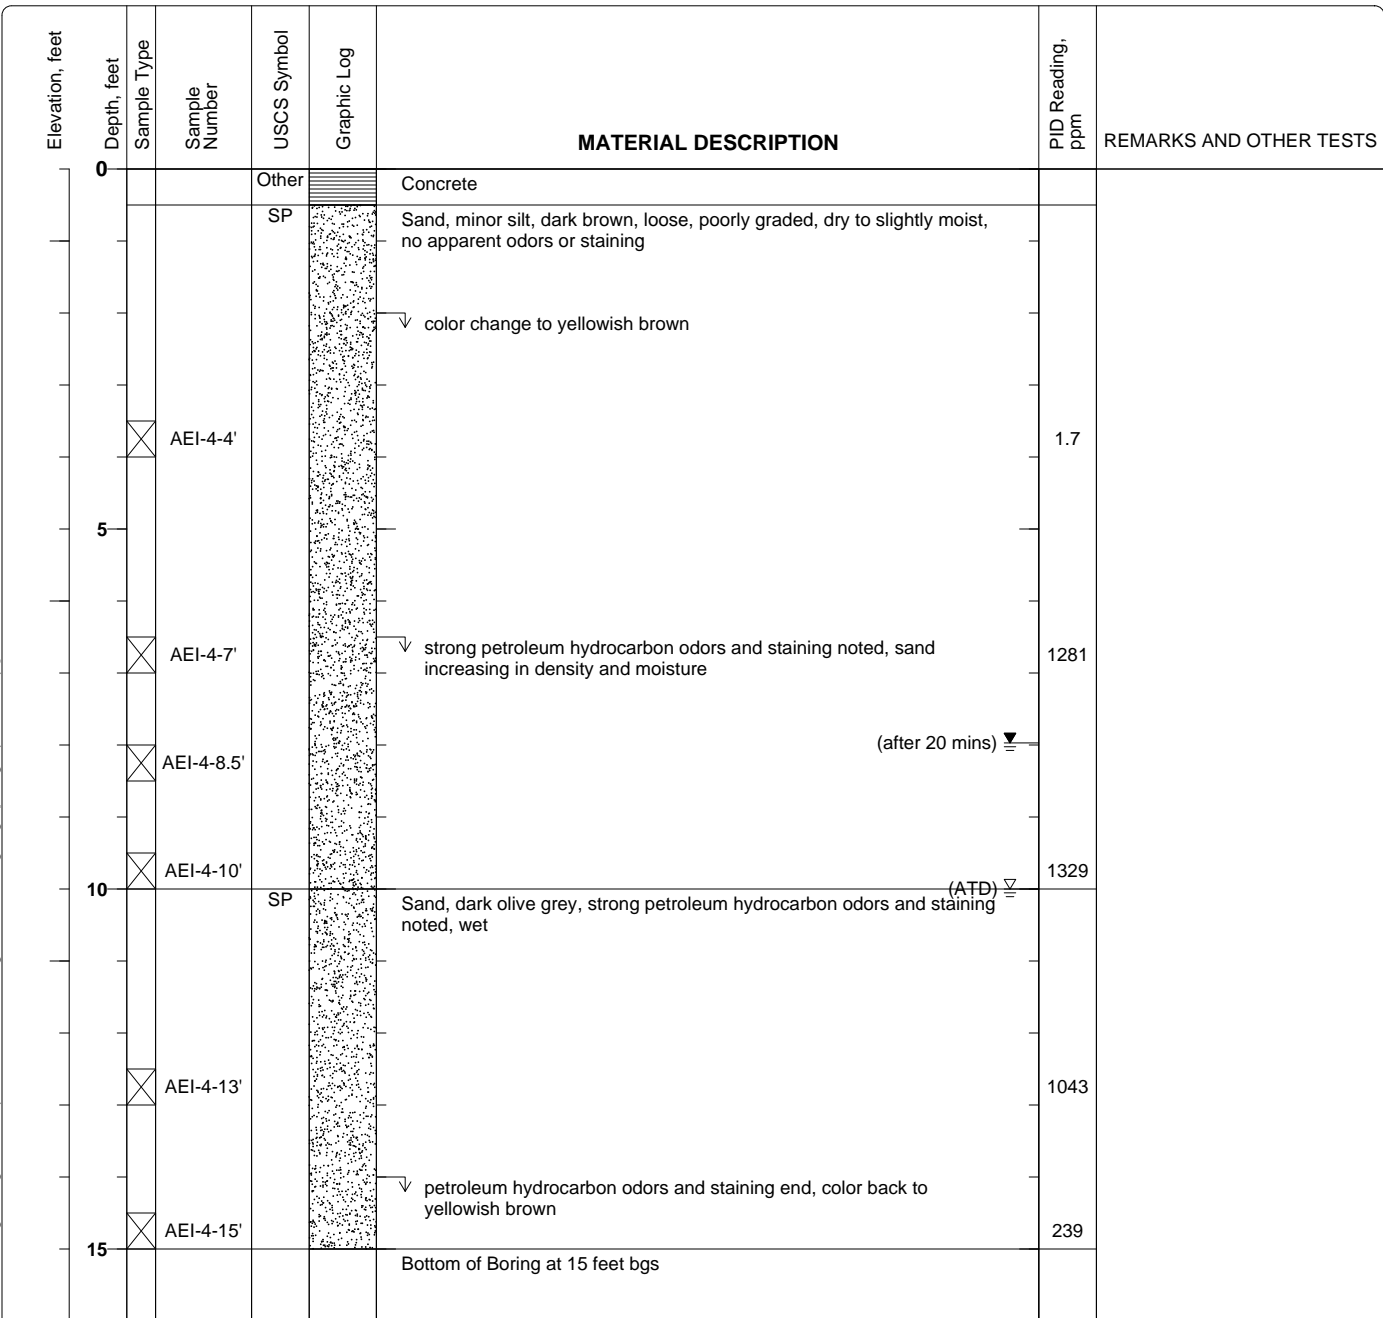 Elevation, feet
Depth, feet
Sample Type
Sample
Number
USCS Symbol
Graphic Log
MATERIAL DESCRIPTION
PID Reading,
ppm
REMARKS AND OTHER TESTS
0
Other
Concrete
SP
Sand, minor silt, dark brown, loose, poorly graded, dry to slightly moist,
no apparent odors or staining
color change to yellowish brown
AEI-4-4'
1.7
5
AEI-4-7'
strong petroleum hydrocarbon odors and staining noted, sand
increasing in density and moisture
1281
(after 20 mins)
AEI-4-8.5'
AEI-4-10'
1329
10
(ATD)
SP
Sand, dark olive grey, strong petroleum hydrocarbon odors and staining
noted, wet
AEI-4-13'
1043
petroleum hydrocarbon odors and staining end, color back to
yellowish brown
AEI-4-15'
239
15
Bottom of Boring at 15 feet bgs